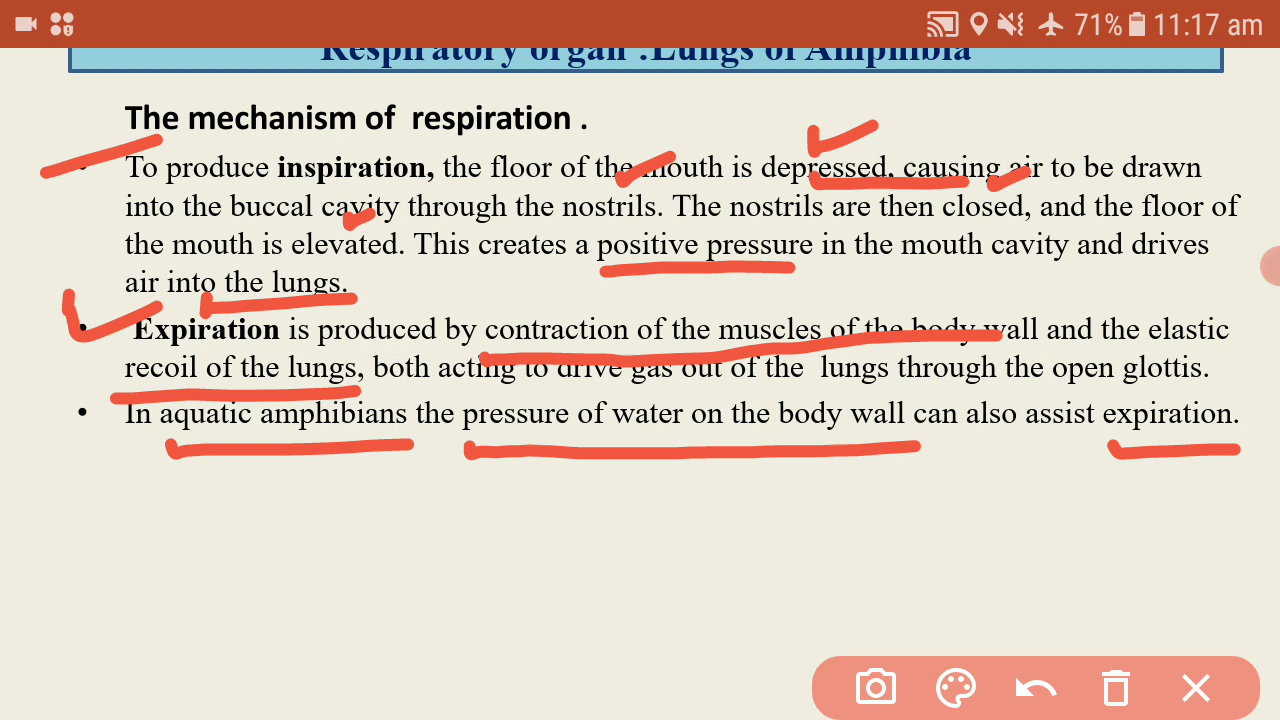 71% 11:17 am
Respiratory organ :Lungs of Amphibia
The mechanism of respiration .
• To produce inspiration, the floor of the mouth is depressed, causing air to be drawn
into the buccal cavity through the nostrils. The nostrils are then closed, and the floor of
the mouth is elevated. This creates a positive pressure in the mouth cavity and drives
air into the lungs.
• Expiration is produced by contraction of the muscles of the body wall and the elastic
recoil of the lungs, both acting to drive gas out of the lungs through the open glottis.
• In aquatic amphibians the pressure of water on the body wall can also assist expiration.